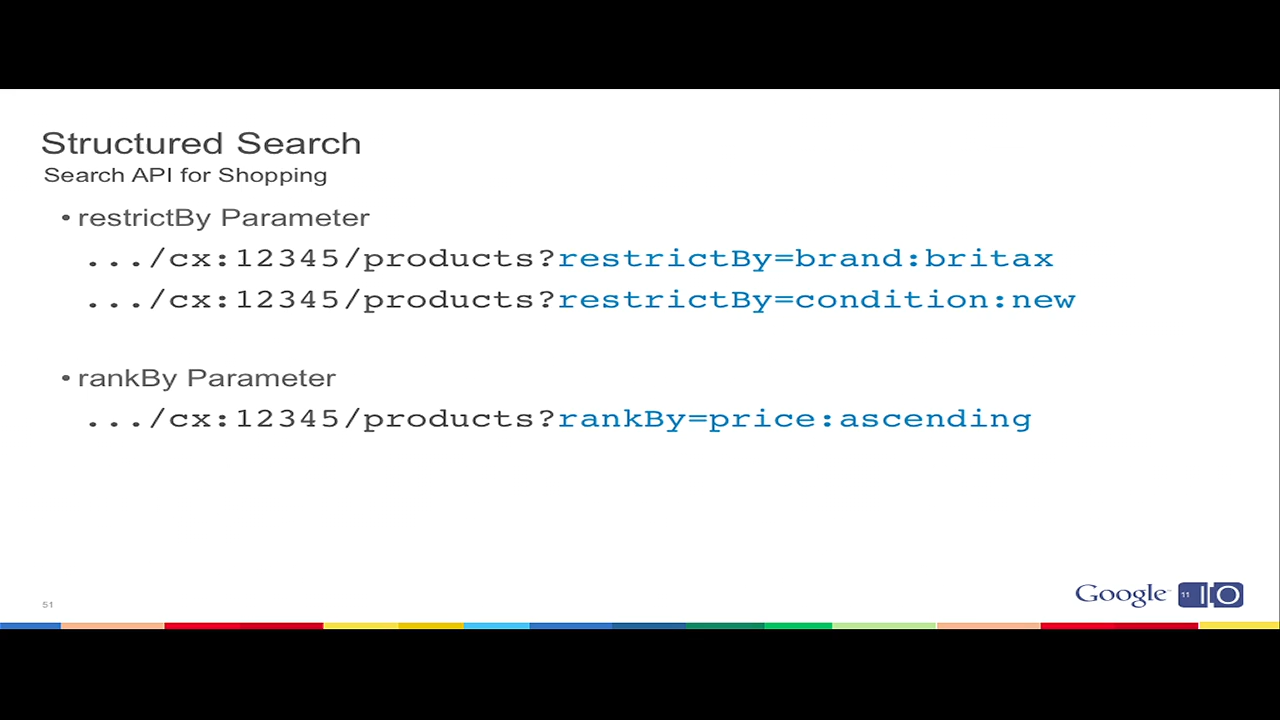 Structured Search
Search API for Shopping
• restrictBy Parameter
.../cx:12345/products?restrictBy=brand:britax
.../cx:12345/products?restrictBy=condition:new
• rankBy Parameter
.../cx:12345/products?rankBy=price:ascending
51
Google 11 IO